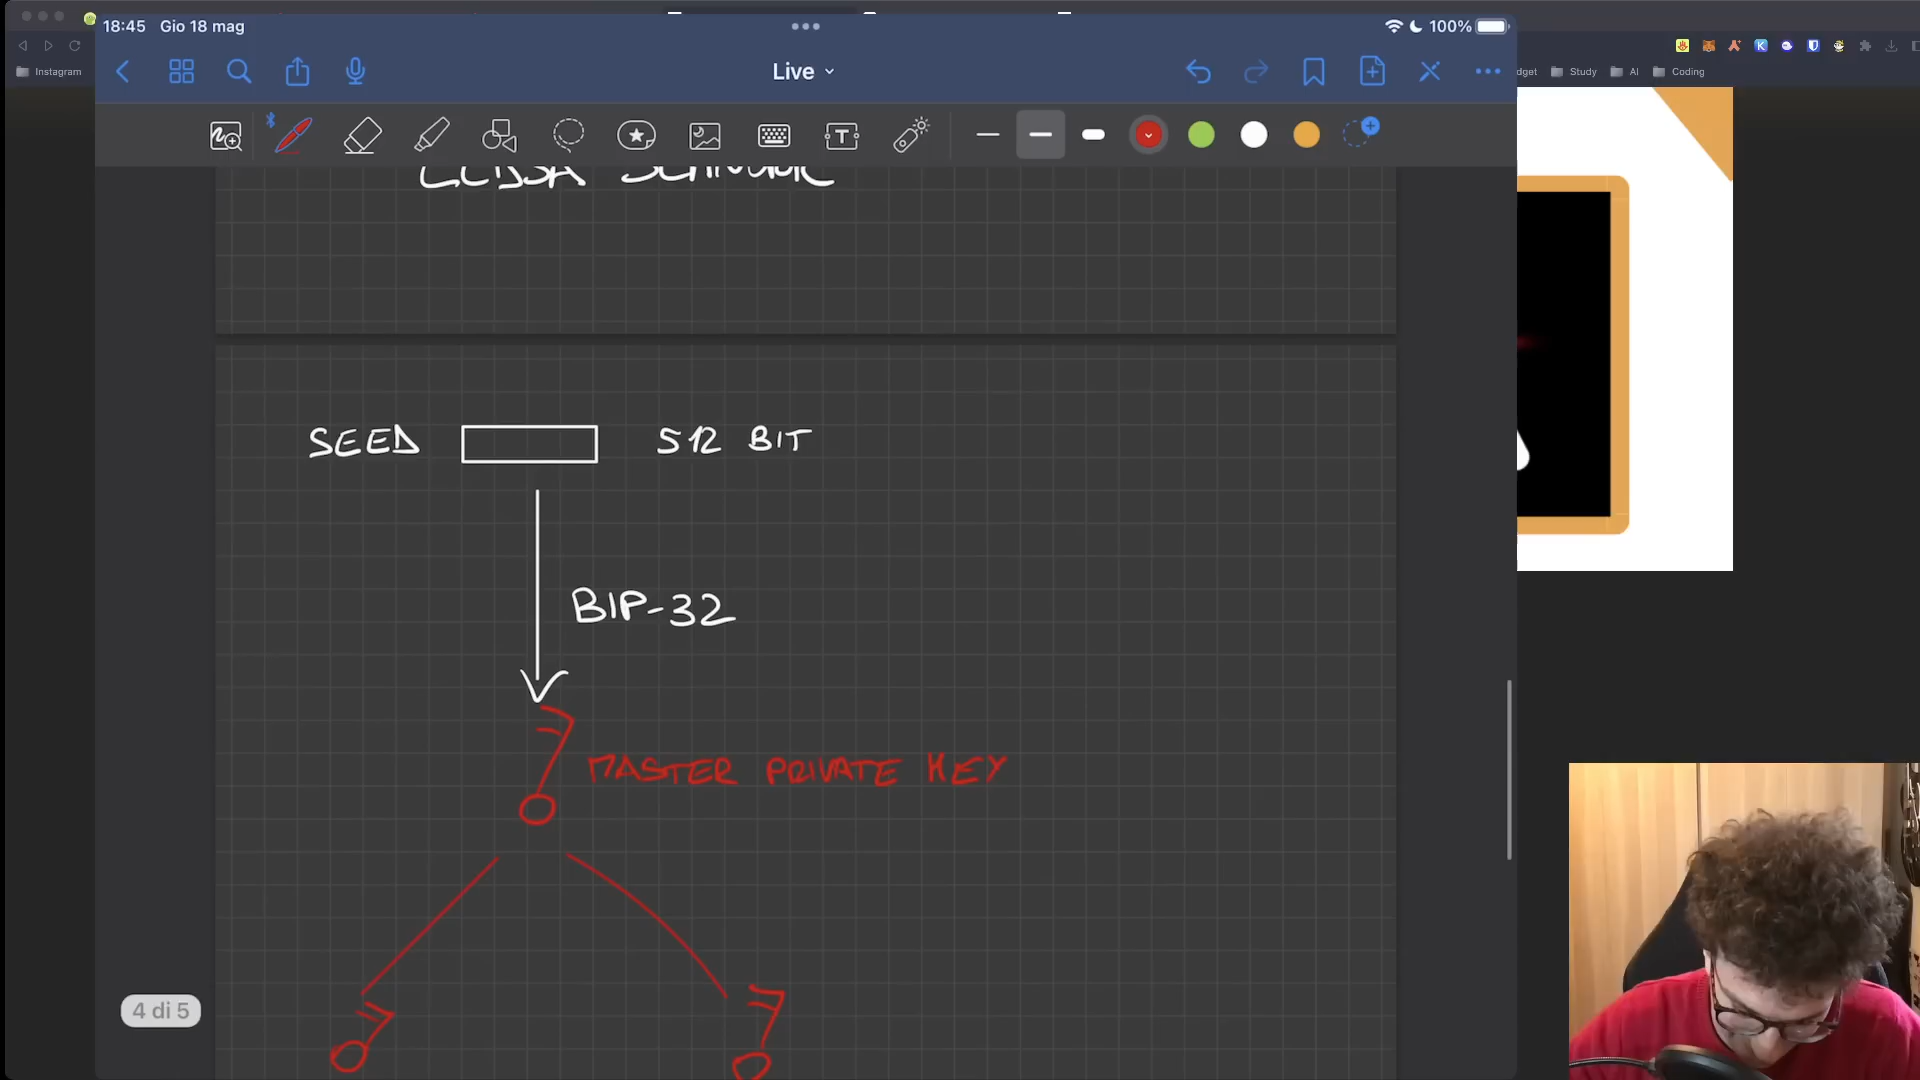 18:45 Gio 18 mag
100%
Instagram
Live
dget Study AI Coding
SEED 512 BIT
BIP-32
MASTER PRIVATE KEY
4 di 5